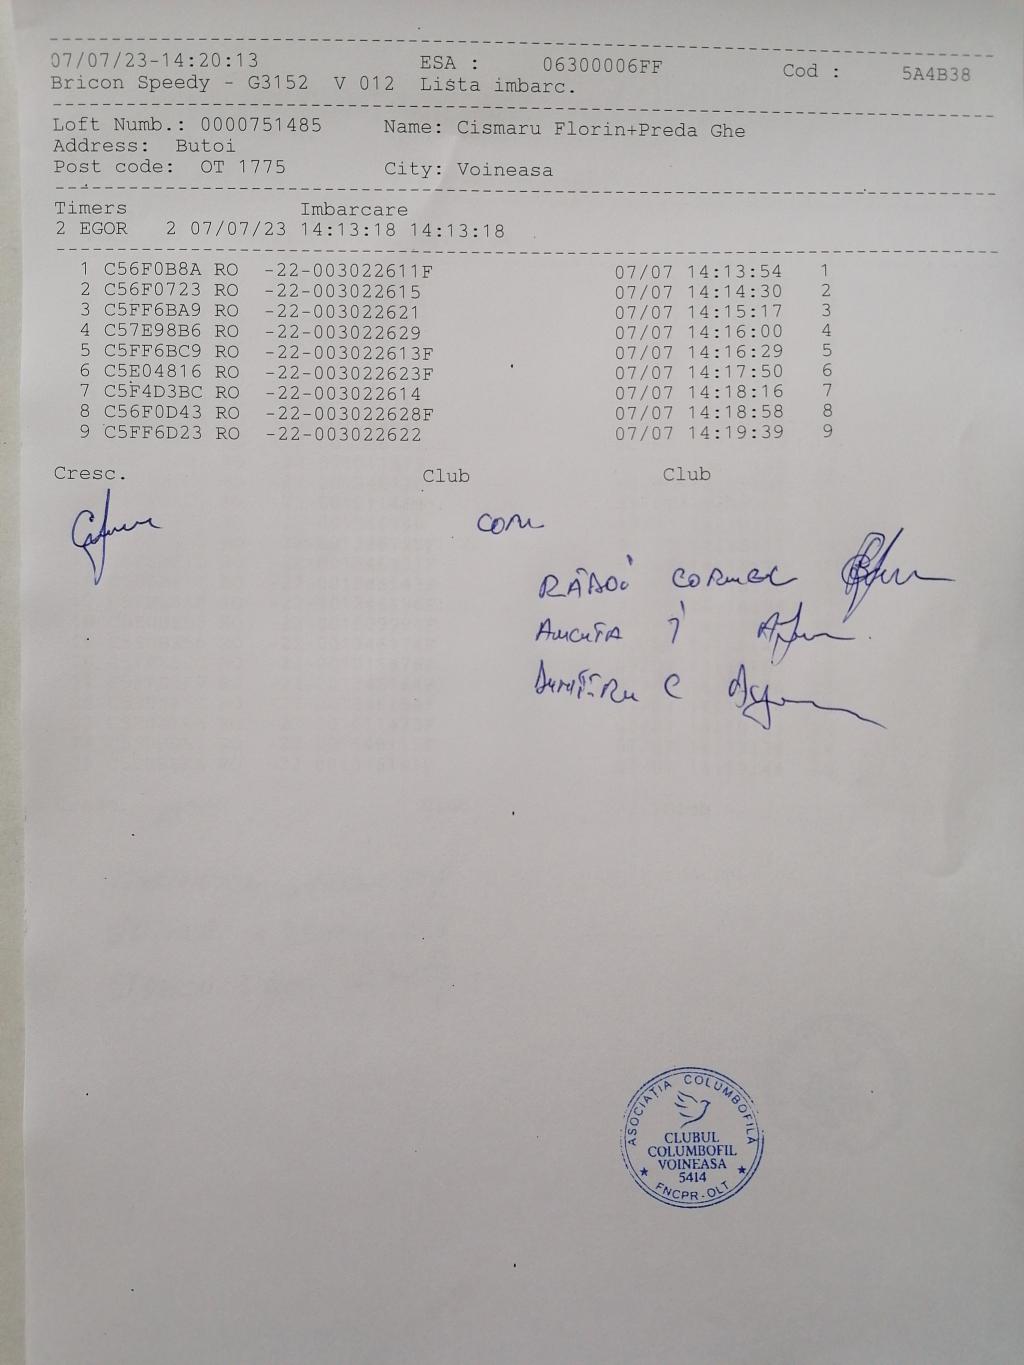 07/07/23-14:20:13 ESA : 06300006FF Cod : 5A4B38
Bricon Speedy - G3152 V 012 Lista imbarc.
Loft Numb.: 0000751485 Name: Cismaru Florin+Preda Ghe
Address: Butoi
Post code: OT 1775 City: Voineasa
Timers Imbarcare
2 EGOR 2 07/07/23 14:13:18 14:13:18
1 C56F0B8A RO -22-003022611F 07/07 14:13:54 1
2 C56F0723 RO -22-003022615 07/07 14:14:30 2
3 C5FF6BA9 RO -22-003022621 07/07 14:15:17 3
4 C57E98B6 RO -22-003022629 07/07 14:16:00 4
5 C5FF6BC9 RO -22-003022613F 07/07 14:16:29 5
6 C5E04816 RO -22-003022623F 07/07 14:17:50 6
7 C5F4D3BC RO -22-003022614 07/07 14:18:16 7
8 C56F0D43 RO -22-003022628F 07/07 14:18:58 8
9 C5FF6D23 RO -22-003022622 07/07 14:19:39 9
Cresc. Club Club
CORNEL
C
ASOCIAȚIA COLUMBOFILĂ
CLUBUL
COLUMBOFIL
VOINEASA
5414
FNCPR-OLT